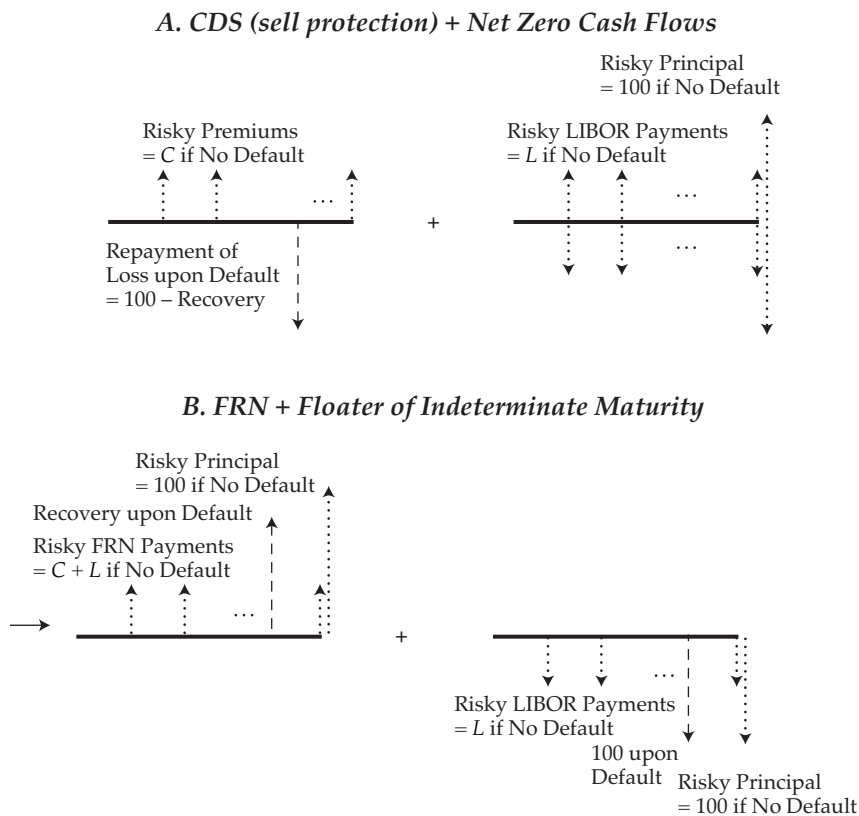 A. CDS (sell protection) + Net Zero Cash Flows
Risky Principal
= 100 if No Default
Risky Premiums
= C if No Default
Risky LIBOR Payments
= L if No Default
...
...
+
...
Repayment of
Loss upon Default
= 100 – Recovery
B. FRN + Floater of Indeterminate Maturity
Risky Principal
= 100 if No Default
Recovery upon Default
Risky FRN Payments
= C + L if No Default
...
+
...
Risky LIBOR Payments
= L if No Default
100 upon
Default
Risky Principal
= 100 if No Default